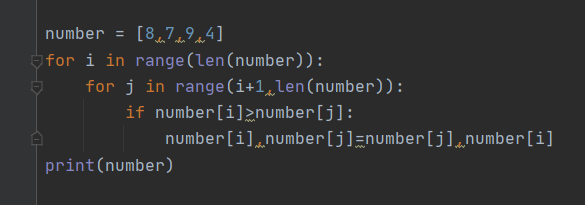 number = [8,7,9,4]
for i in range(len(number)):
    for j in range(i+1,len(number)):
        if number[i]>number[j]:
            number[i],number[j]=number[j],number[i]
print(number)